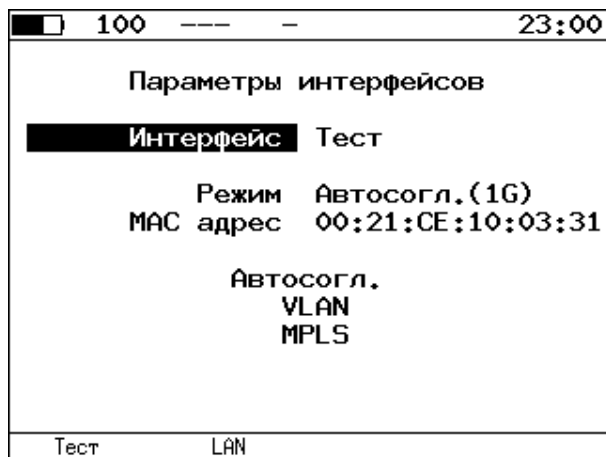 100 --- - 23:00
Параметры интерфейсов
Интерфейс Тест
Режим Автосогл.(1G)
MAC адрес 00:21:CE:10:03:31
Автосогл.
VLAN
MPLS
Тест LAN